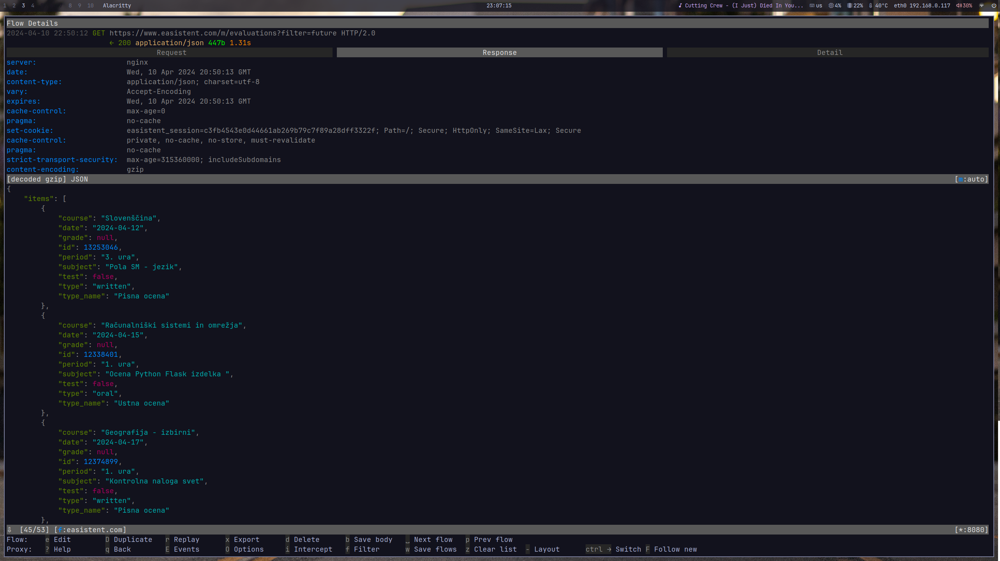 1 2 3 4 8 9 10 Alacritty 23:07:15 Cutting Crew - (I Just) Died In You... us 4% 22% 40°C eth0 192.168.0.117 30%
Flow Details
2024-04-10 22:50:12 GET https://www.easistent.com/m/evaluations?filter=future HTTP/2.0
← 200 application/json 447b 1.31s
Request Response Detail
server: nginx
date: Wed, 10 Apr 2024 20:50:13 GMT
content-type: application/json; charset=utf-8
vary: Accept-Encoding
expires: Wed, 10 Apr 2024 20:50:13 GMT
cache-control: max-age=0
pragma: no-cache
set-cookie: easistent_session=c3fb4543e0d44661ab269b79c7f89a28dff3322f; Path=/; Secure; HttpOnly; SameSite=Lax; Secure
cache-control: private, no-cache, no-store, must-revalidate
pragma: no-cache
strict-transport-security: max-age=315360000; includeSubdomains
content-encoding: gzip
[decoded gzip] JSON [m:auto]
{
"items": [
{
"course": "Slovenščina",
"date": "2024-04-12",
"grade": null,
"id": 13253046,
"period": "3. ura",
"subject": "Pola SM - jezik",
"test": false,
"type": "written",
"type_name": "Pisna ocena"
},
{
"course": "Računalniški sistemi in omrežja",
"date": "2024-04-15",
"grade": null,
"id": 12338401,
"period": "1. ura",
"subject": "Ocena Python Flask izdelka ",
"test": false,
"type": "oral",
"type_name": "Ustna ocena"
},
{
"course": "Geografija - izbirni",
"date": "2024-04-17",
"grade": null,
"id": 12374899,
"period": "1. ura",
"subject": "Kontrolna naloga svet",
"test": false,
"type": "written",
"type_name": "Pisna ocena"
},
⇩ [45/53] [f:easistent.com] [*:8080]
Flow: e Edit D Duplicate r Replay x Export d Delete b Save body ␣ Next flow p Prev flow
Proxy: ? Help q Back E Events O Options i Intercept f Filter w Save flows z Clear list - Layout ctrl → Switch F Follow new